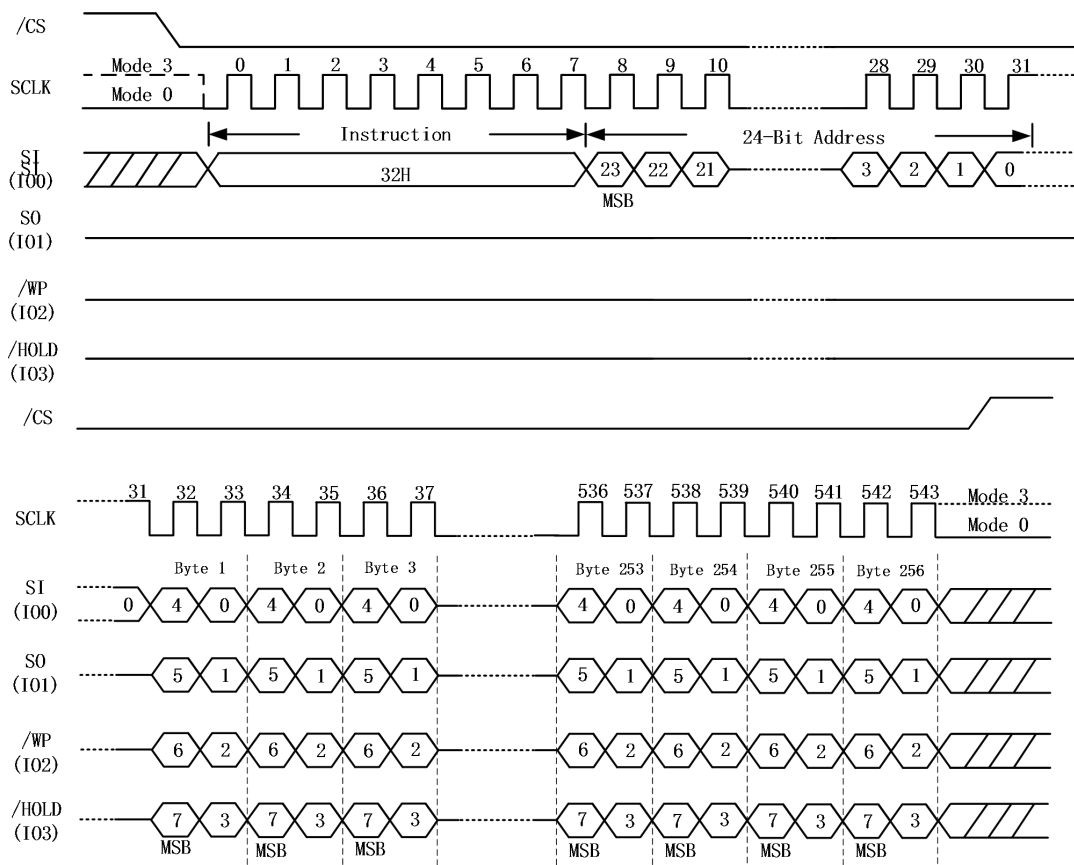 /CS
Mode 3
0 1 2 3 4 5 6 7 8 9 10 28 29 30 31
SCLK
Mode 0
Instruction 24-Bit Address
SI
SI
(IO0)
32H 23 22 21 3 2 1 0
MSB
SO
(IO1)
/WP
(IO2)
/HOLD
(IO3)
/CS
31 32 33 34 35 36 37 536 537 538 539 540 541 542 543 Mode 3
SCLK
Mode 0
Byte 1 Byte 2 Byte 3 Byte 253 Byte 254 Byte 255 Byte 256
SI
(IO0)
0 4 0 4 0 4 0 4 0 4 0 4 0 4 0
SO
(IO1)
5 1 5 1 5 1 5 1 5 1 5 1 5 1
/WP
(IO2)
6 2 6 2 6 2 6 2 6 2 6 2 6 2
/HOLD
(IO3)
7 3 7 3 7 3 7 3 7 3 7 3 7 3
MSB MSB MSB MSB MSB MSB MSB